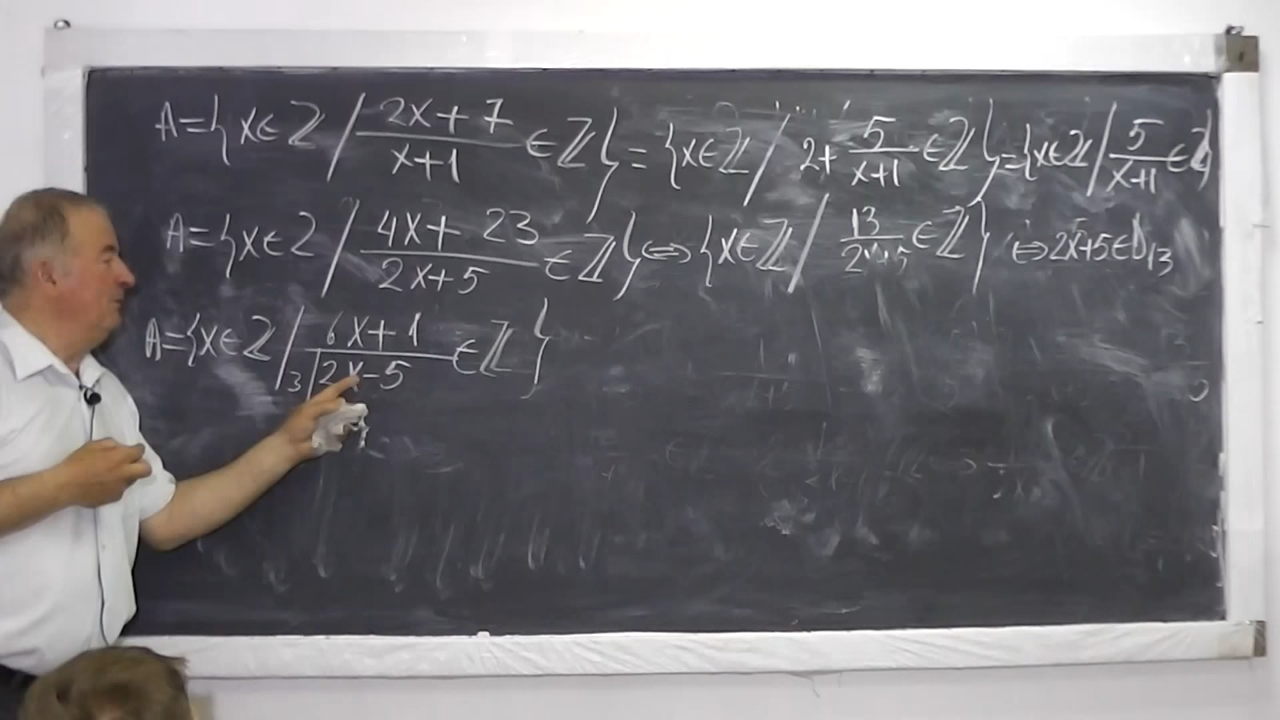 A={x∈Z / 2x+7/x+1 ∈Z} = {x∈Z / 2+ 5/x+1 ∈Z} = {x∈Z / 5/x+1 ∈Z}
A={x∈Z / 4x+23/2x+5 ∈Z} ⇔ {x∈Z / 13/2x+5 ∈Z} ⇔ 2x+5∈D₁₃
A={x∈Z / 6x+1/3|2x-5 ∈Z}